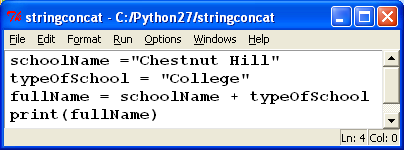 stringconcat - C:/Python27/stringconcat
File Edit Format Run Options Windows Help
schoolName ="Chestnut Hill"
typeOfSchool = "College"
fullName = schoolName + typeOfSchool
print(fullName)
Ln: 4 Col: 0